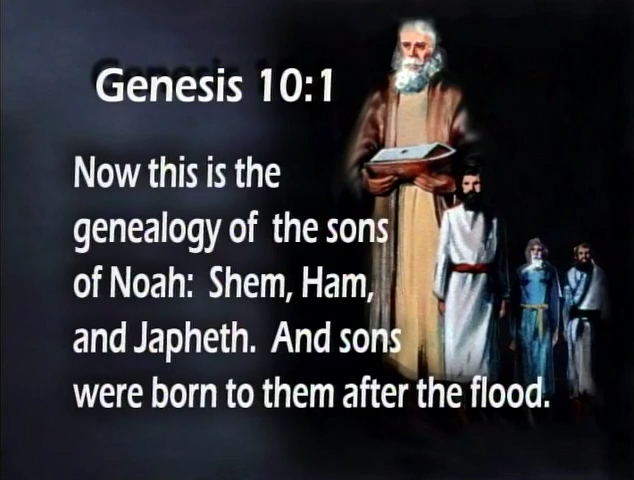 Genesis 10:1
Now this is the
genealogy of the sons
of Noah: Shem, Ham,
and Japheth. And sons
were born to them after the flood.